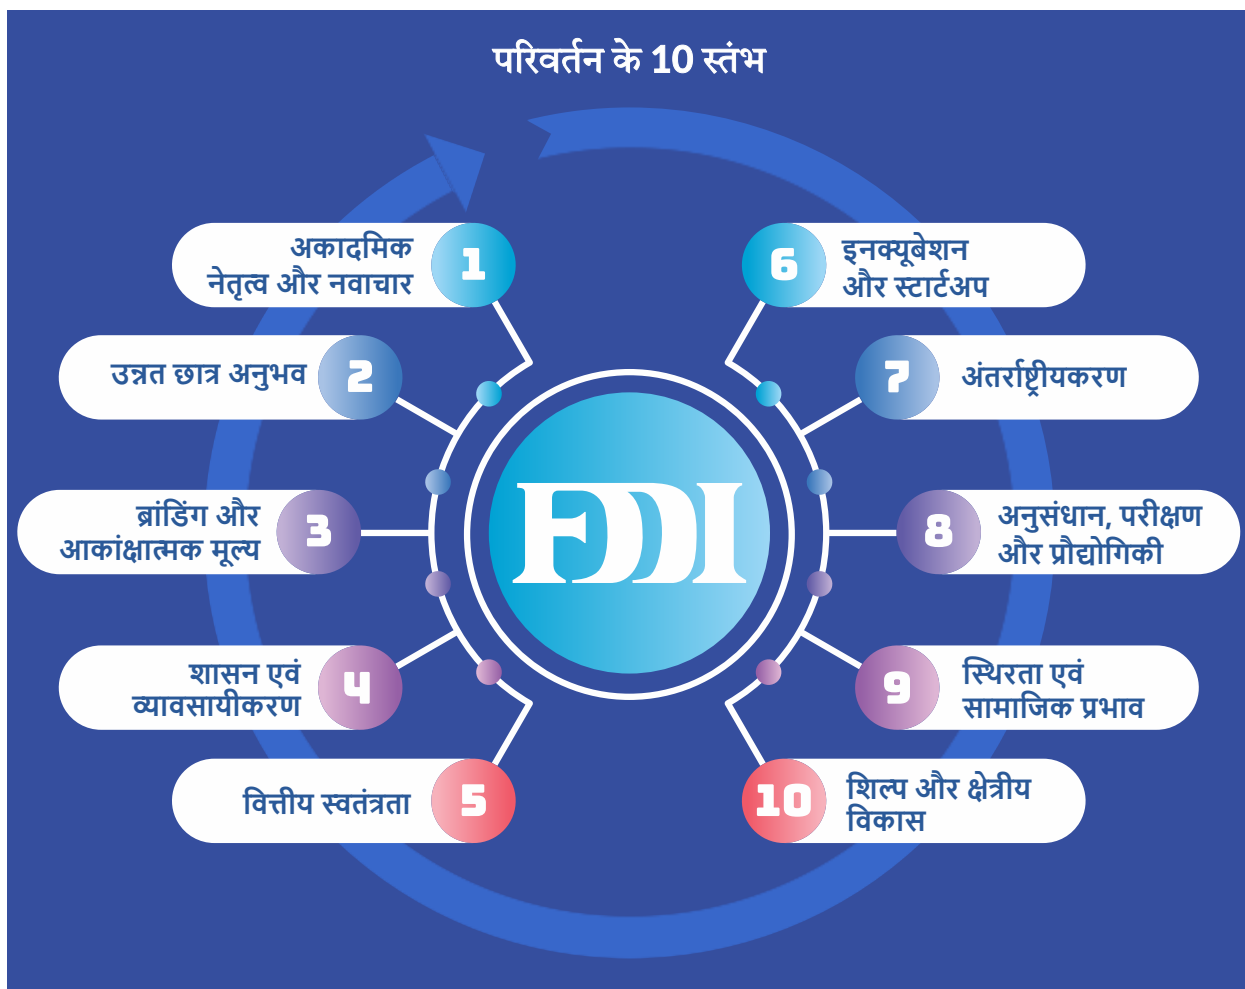 परिवर्तन के 10 स्तंभ
1
अकादमिक
नेतृत्व और नवाचार
2
उन्नत छात्र अनुभव
3
ब्रांडिंग और
आकांक्षात्मक मूल्य
4
शासन एवं
व्यावसायीकरण
5
वित्तीय स्वतंत्रता
FDDI
6
इनक्यूबेशन
और स्टार्टअप
7
अंतर्राष्ट्रीयकरण
8
अनुसंधान, परीक्षण
और प्रौद्योगिकी
9
स्थिरता एवं
सामाजिक प्रभाव
10
शिल्प और क्षेत्रीय
विकास